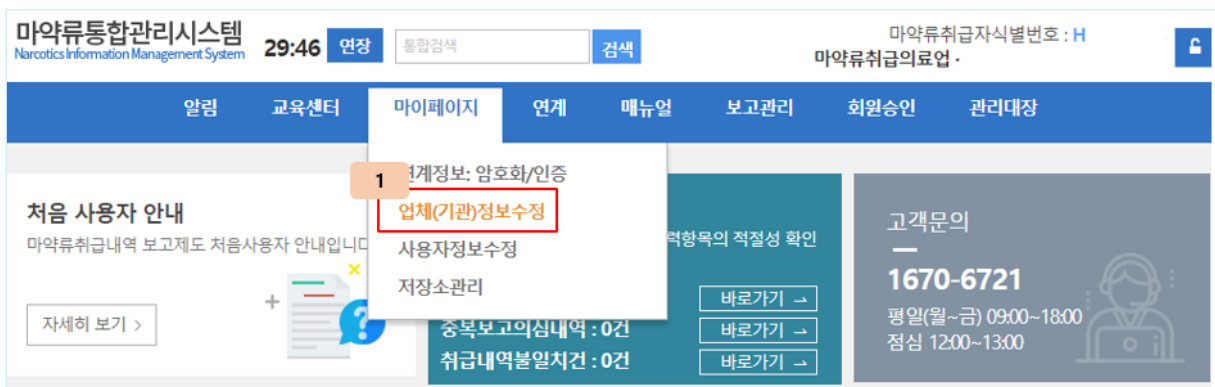 마약류통합관리시스템
Narcotics Information Management System
29:46 연장
통합검색 검색
마약류취급자식별번호 : H
마약류취급의료업 ·
알림 교육센터 마이페이지 연계 매뉴얼 보고관리 회원승인 관리대장
1
연계정보: 암호화/인증
업체(기관)정보수정
사용자정보수정
저장소관리
처음 사용자 안내
마약류취급내역 보고제도 처음사용자 안내입니다
자세히 보기 >
력항목의 적절성 확인
바로가기 →
중복보고의심내역 : 0건 바로가기 →
취급내역불일치건 : 0건 바로가기 →
고객문의
1670-6721
평일(월~금) 09:00~18:00
점심 12:00~13:00